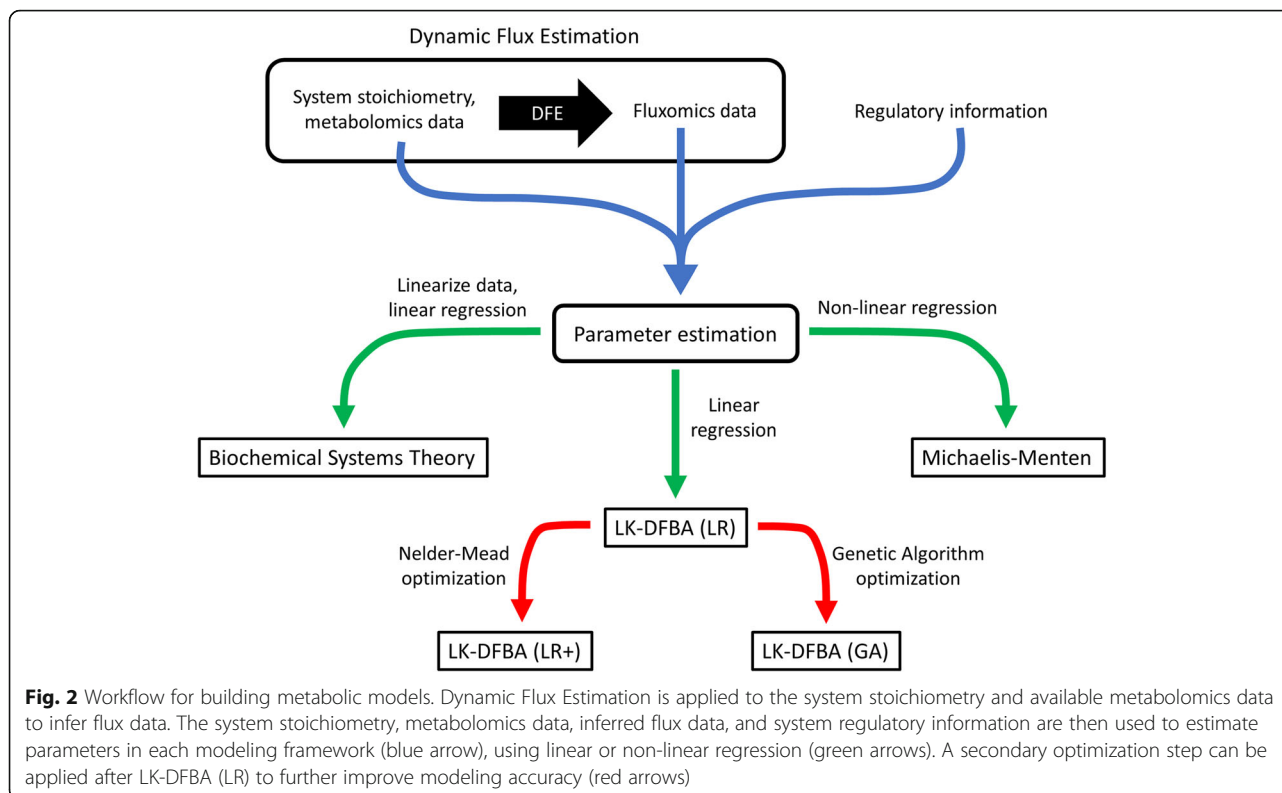 Dynamic Flux Estimation
System stoichiometry,
metabolomics data
DFE
Fluxomics data
Regulatory information
Linearize data,
linear regression
Parameter estimation
Non-linear regression
Linear
regression
Biochemical Systems Theory
Michaelis-Menten
LK-DFBA (LR)
Nelder-Mead
optimization
Genetic Algorithm
optimization
LK-DFBA (LR+)
LK-DFBA (GA)
Fig. 2 Workflow for building metabolic models. Dynamic Flux Estimation is applied to the system stoichiometry and available metabolomics data
to infer flux data. The system stoichiometry, metabolomics data, inferred flux data, and system regulatory information are then used to estimate
parameters in each modeling framework (blue arrow), using linear or non-linear regression (green arrows). A secondary optimization step can be
applied after LK-DFBA (LR) to further improve modeling accuracy (red arrows)